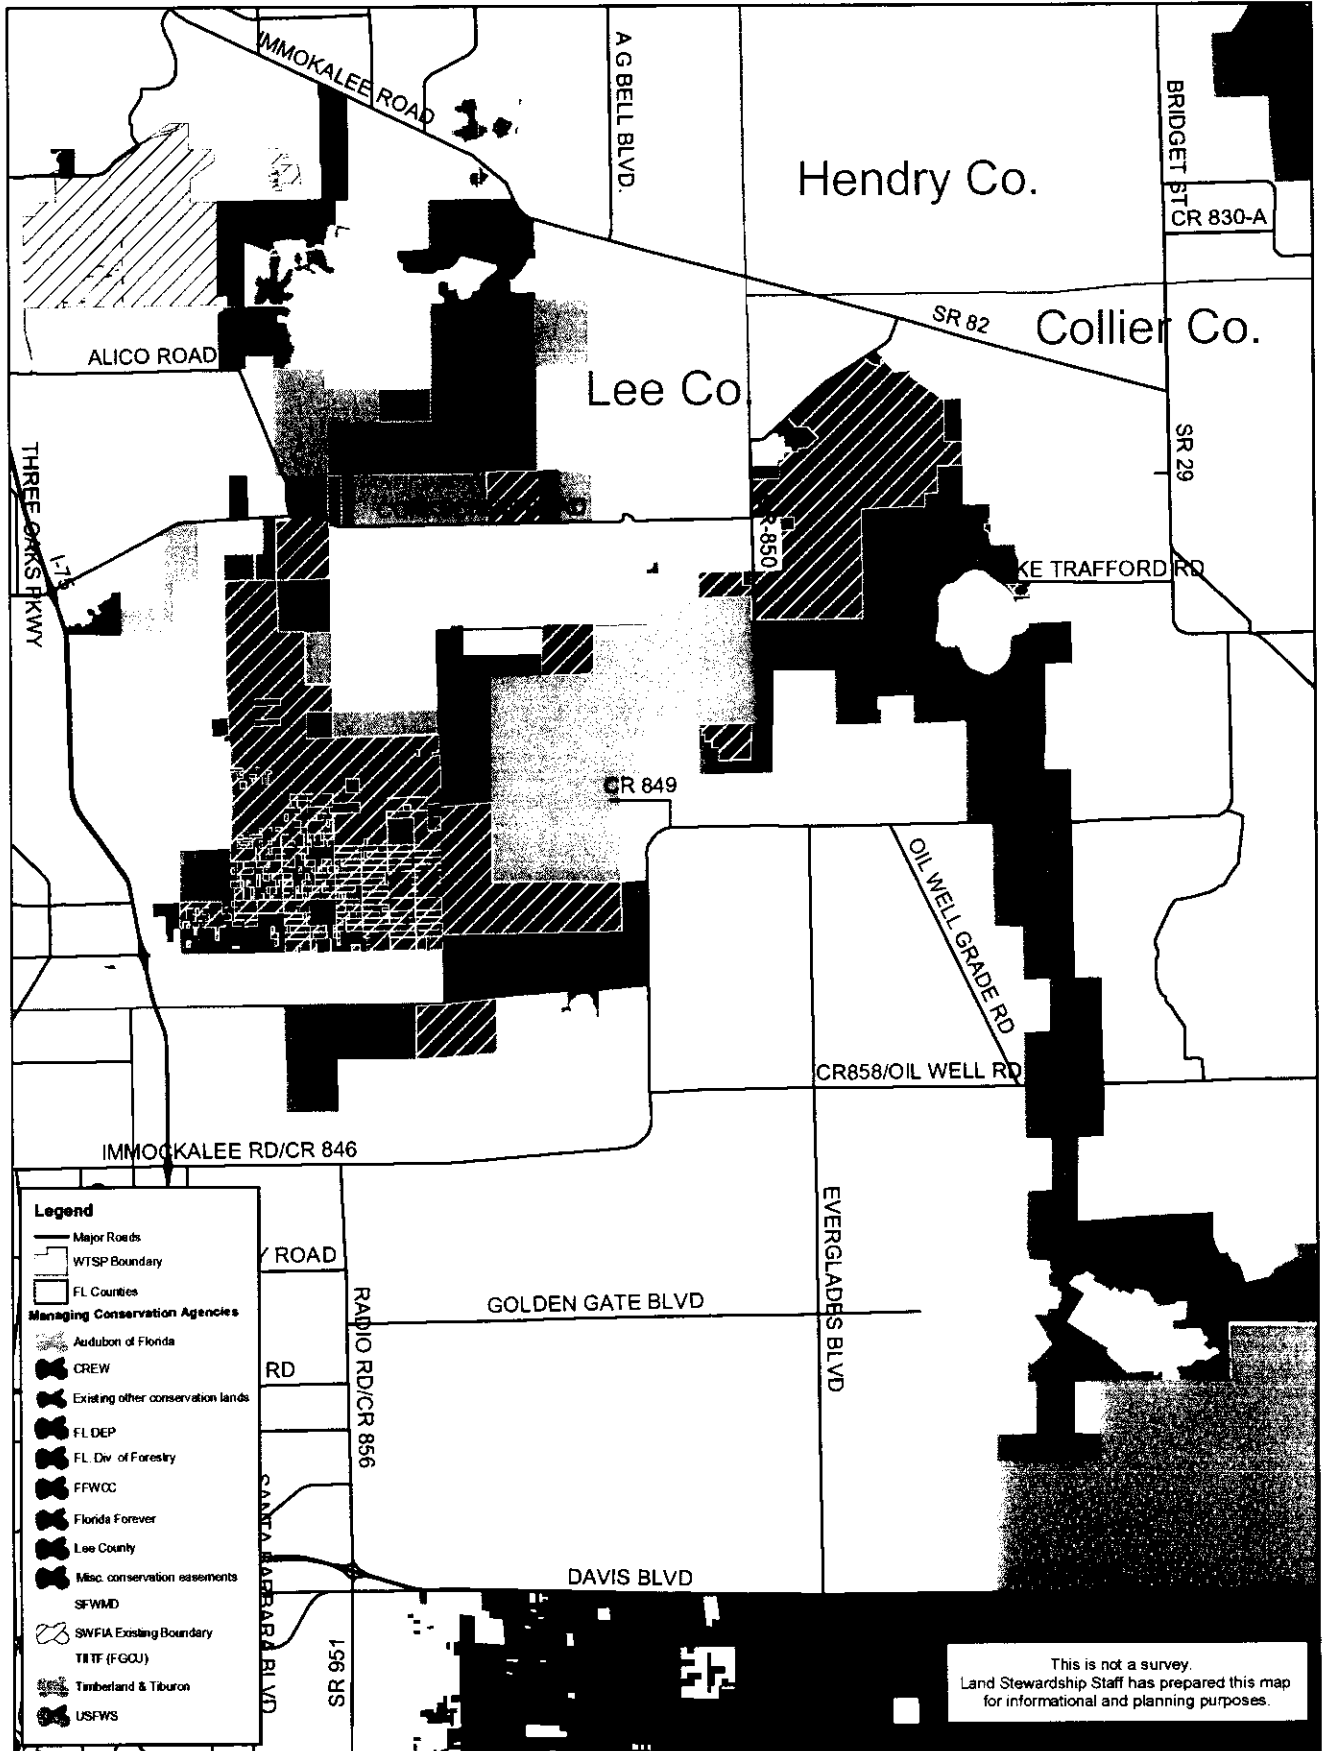 IMMOKALEE ROAD
A G BELL BLVD.
BRIDGET ST
Hendry Co.
CR 830-A
SR 82
Collier Co.
ALICO ROAD
Lee Co.
THREE OAKS PKWY
I-75
SR 29
R-850
KE TRAFFORD RD
CR 849
OIL WELL GRADE RD
CR858/OIL WELL RD
IMMOCKALEE RD/CR 846
Legend
Major Roads
WTSP Boundary
FL Counties
Managing Conservation Agencies
Audubon of Florida
CREW
Existing other conservation lands
FL DEP
FL. Div of Forestry
FFWCC
Florida Forever
Lee County
Misc. conservation easements
SFWMD
SWFIA Existing Boundary
TIITF (FGCU)
Timberland & Tiburon
USFWS
Y ROAD
RD
RADIO RD/CR 856
GOLDEN GATE BLVD
EVERGLADES BLVD
SANTA BARBARA BLVD
SR 951
DAVIS BLVD
This is not a survey.
Land Stewardship Staff has prepared this map
for informational and planning purposes.